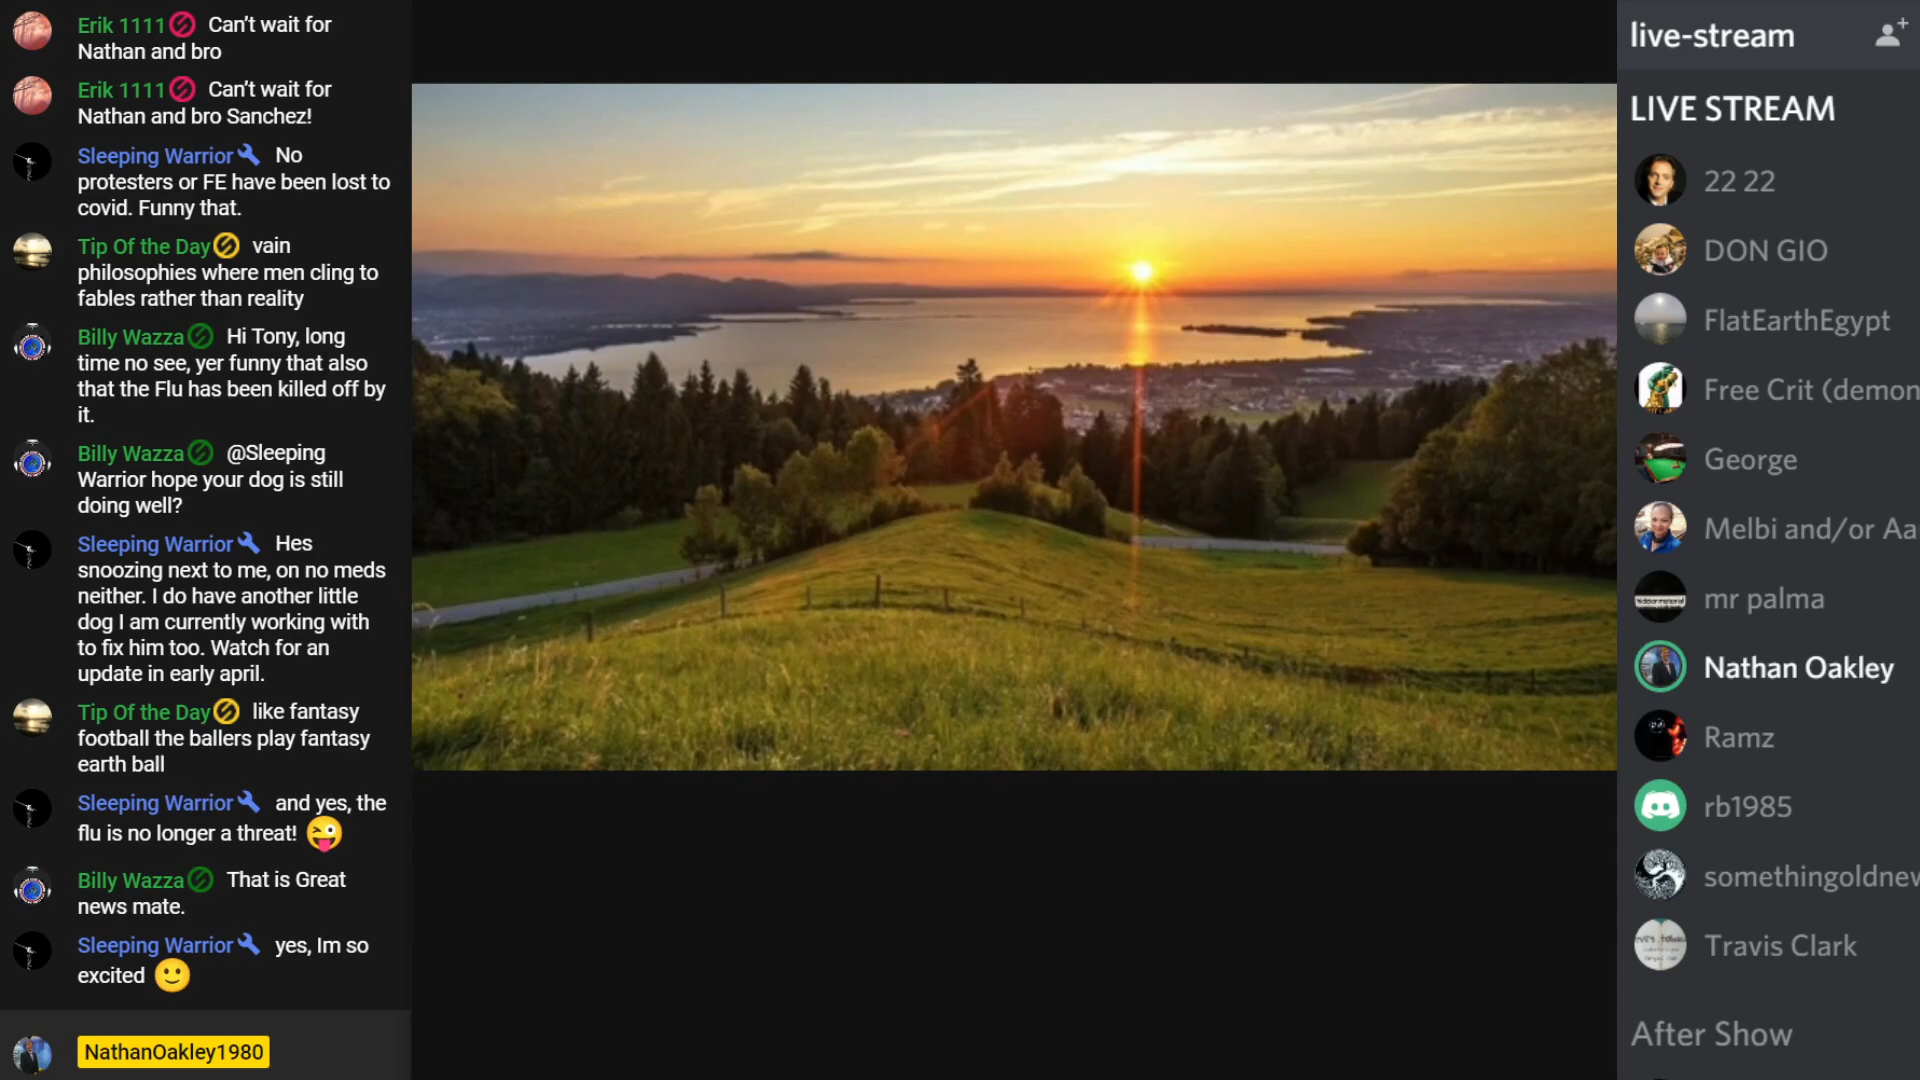 Erik 1111 Can't wait for
Nathan and bro
Erik 1111 Can't wait for
Nathan and bro Sanchez!
Sleeping Warrior No
protesters or FE have been lost to
covid. Funny that.
Tip Of the Day vain
philosophies where men cling to
fables rather than reality
Billy Wazza Hi Tony, long
time no see, yer funny that also
that the Flu has been killed off by
it.
Billy Wazza @Sleeping
Warrior hope your dog is still
doing well?
Sleeping Warrior Hes
snoozing next to me, on no meds
neither. I do have another little
dog I am currently working with
to fix him too. Watch for an
update in early april.
Tip Of the Day like fantasy
football the ballers play fantasy
earth ball
Sleeping Warrior and yes, the
flu is no longer a threat! 😜
Billy Wazza That is Great
news mate.
Sleeping Warrior yes, Im so
excited 🙂
NathanOakley1980
live-stream
LIVE STREAM
22 22
DON GIO
FlatEarthEgypt
Free Crit (demon
George
Melbi and/or Aa
mr palma
Nathan Oakley
Ramz
rb1985
somethingoldnew
Travis Clark
After Show